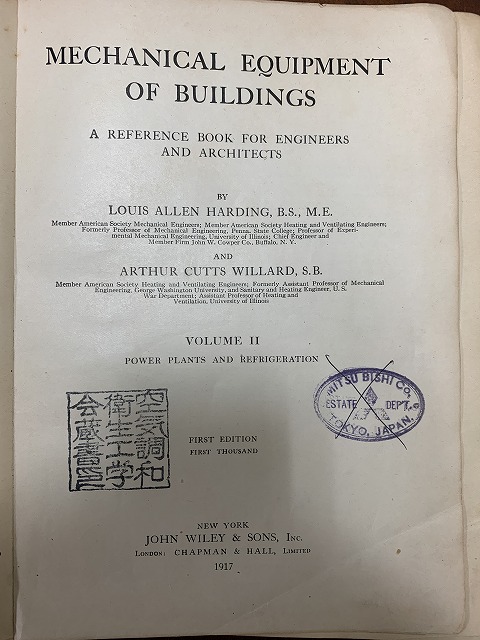 MECHANICAL EQUIPMENT
OF BUILDINGS
A REFERENCE BOOK FOR ENGINEERS
AND ARCHITECTS
BY
LOUIS ALLEN HARDING, B.S., M.E.
Member American Society Mechanical Engineers; Member American Society Heating and Ventilating Engineers;
Formerly Professor of Mechanical Engineering, Penna. State College; Professor of Experi-
mental Mechanical Engineering, University of Illinois; Chief Engineer and
Member Firm John W. Cowper Co., Buffalo, N. Y.
AND
ARTHUR CUTTS WILLARD, S.B.
Member American Society Heating and Ventilating Engineers; Formerly Assistant Professor of Mechanical
Engineering, George Washington University, and Sanitary and Heating Engineer, U. S.
War Department; Assistant Professor of Heating and
Ventilation, University of Illinois
VOLUME II
POWER PLANTS AND REFRIGERATION
MITSU BISHI CO.
ESTATE DEPT.
TOKYO, JAPAN.
空気調和
衛生工学
会蔵書印
FIRST EDITION
FIRST THOUSAND
NEW YORK
JOHN WILEY & SONS, Inc.
London: CHAPMAN & HALL, Limited
1917